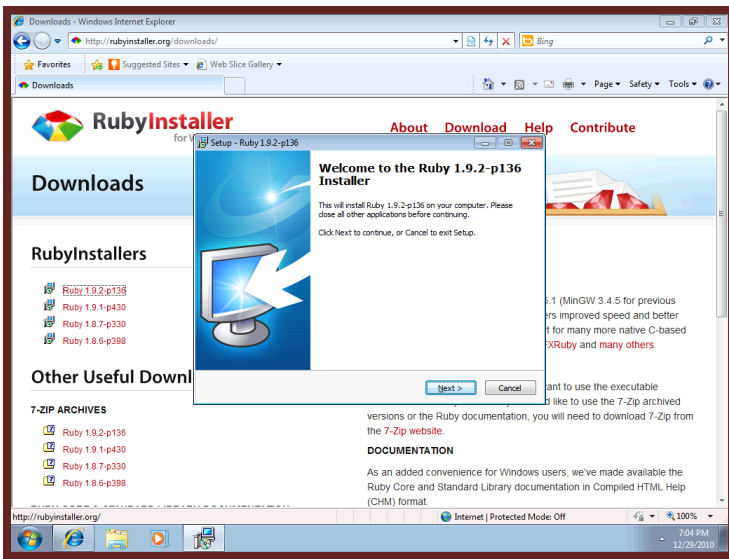 Downloads - Windows Internet Explorer
http://rubyinstaller.org/downloads/
Bing
Favorites Suggested Sites Web Slice Gallery
Downloads
Page Safety Tools
RubyInstaller
for W
About Download Help Contribute
Downloads
Setup - Ruby 1.9.2-p136
Welcome to the Ruby 1.9.2-p136
Installer
This will install Ruby 1.9.2-p136 on your computer. Please
close all other applications before continuing.
Click Next to continue, or Cancel to exit Setup.
Next > Cancel
RubyInstallers
Ruby 1.9.2-p136
Ruby 1.9.1-p430
Ruby 1.8.7-p330
Ruby 1.8.6-p398
Other Useful Downl
7-ZIP ARCHIVES
Ruby 1.9.2-p136
Ruby 1.9.1-p430
Ruby 1.8.7-p330
Ruby 1.8.6-p398
.1 (MinGW 3.4.5 for previous
rs improved speed and better
t for many more native C-based
FXRuby and many others.
ant to use the executable
d like to use the 7-Zip archived
versions or the Ruby documentation, you will need to download 7-Zip from
the 7-Zip website.
DOCUMENTATION
As an added convenience for Windows users, we've made available the
Ruby Core and Standard Library documentation in Compiled HTML Help
(CHM) format.
http://rubyinstaller.org/
Internet | Protected Mode: Off
100%
7:04 PM
12/29/2010